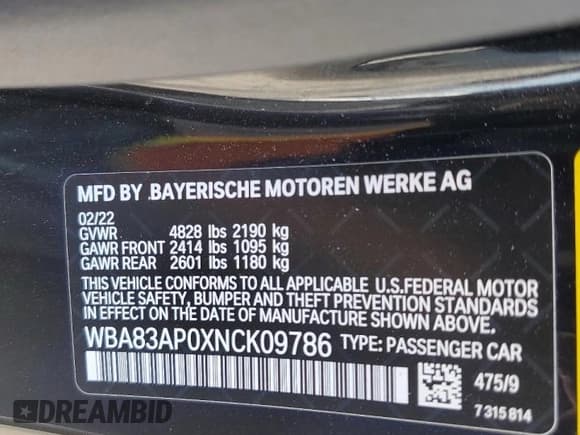 MFD BY .BAYERISCHE MOTOREN WERKE AG
02/22
GVWR 4828 lbs 2190 kg
GAWR FRONT 2414 lbs 1095 kg
GAWR REAR 2601 lbs 1180 kg
THIS VEHICLE CONFORMS TO ALL APPLICABLE U.S.FEDERAL MOTOR
VEHICLE SAFETY, BUMPER AND THEFT PREVENTION STANDARDS
IN EFFECT ON THE DATE OF MANUFACTURE SHOWN ABOVE.
WBA83AP0XNCK09786 TYPE: PASSENGER CAR
475/9
7 315 814
DREAMBID